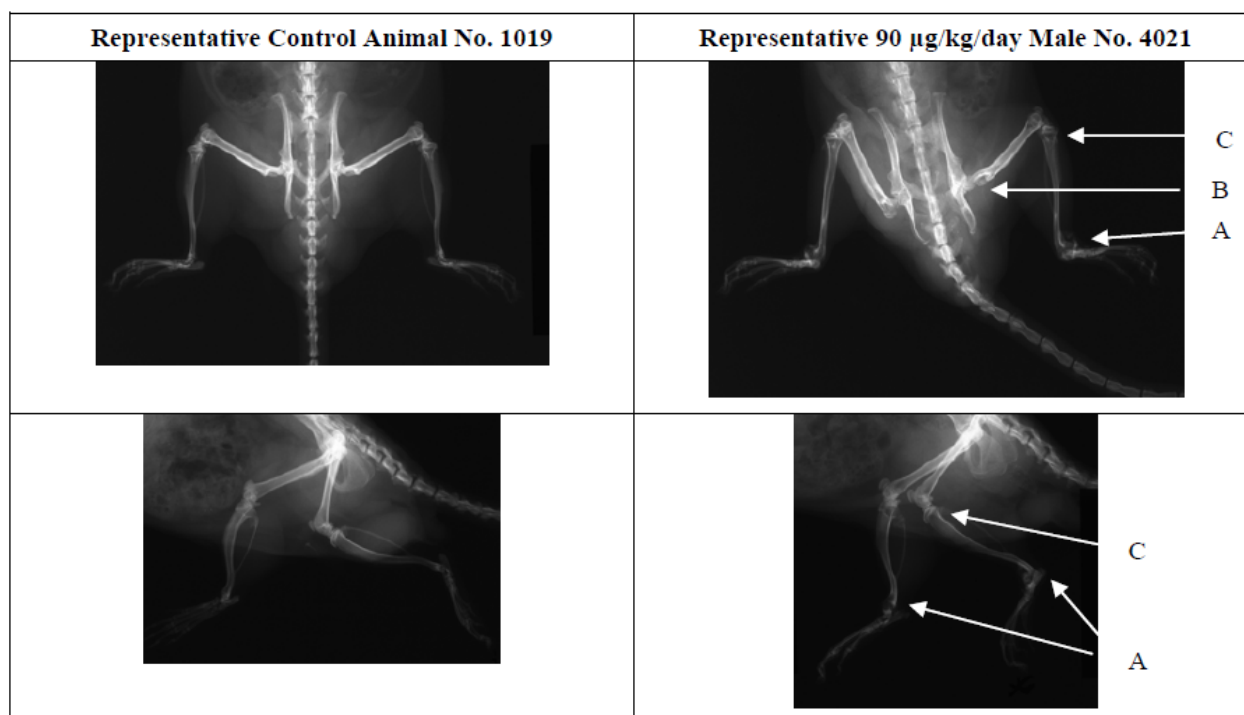 Representative Control Animal No. 1019
Representative 90 µg/kg/day Male No. 4021
C
B
A
C
A